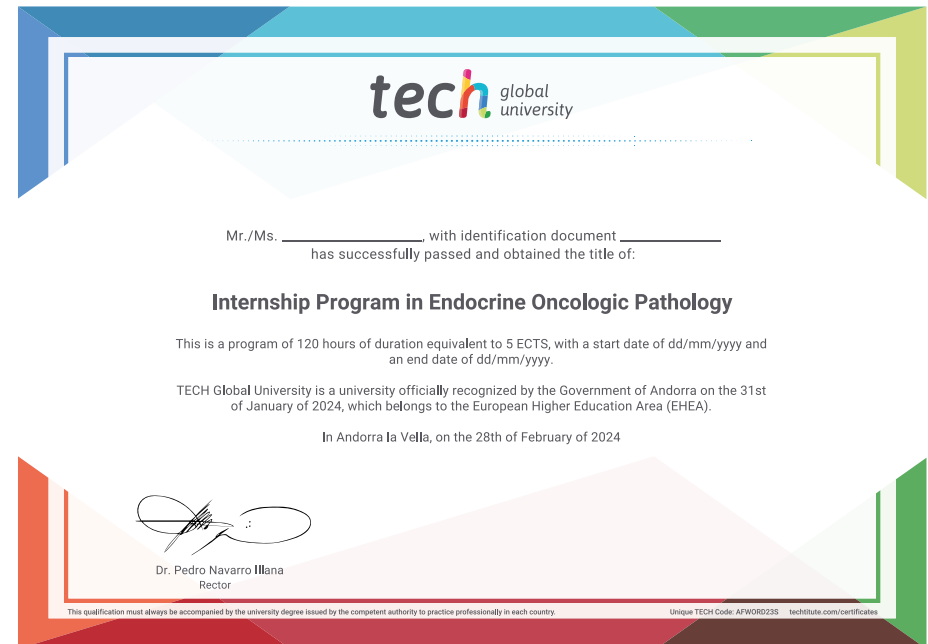 tech global university
Mr./Ms. ____________, with identification document ____________
has successfully passed and obtained the title of:
Internship Program in Endocrine Oncologic Pathology
This is a program of 120 hours of duration equivalent to 5 ECTS, with a start date of dd/mm/yyyy and
an end date of dd/mm/yyyy.
TECH Global University is a university officially recognized by the Government of Andorra on the 31st
of January of 2024, which belongs to the European Higher Education Area (EHEA).
In Andorra la Vella, on the 28th of February of 2024
Dr. Pedro Navarro Illana
Rector
This qualification must always be accompanied by the university degree issued by the competent authority to practice professionally in each country.
Unique TECH Code: AFWORD23S techtitute.com/certificates